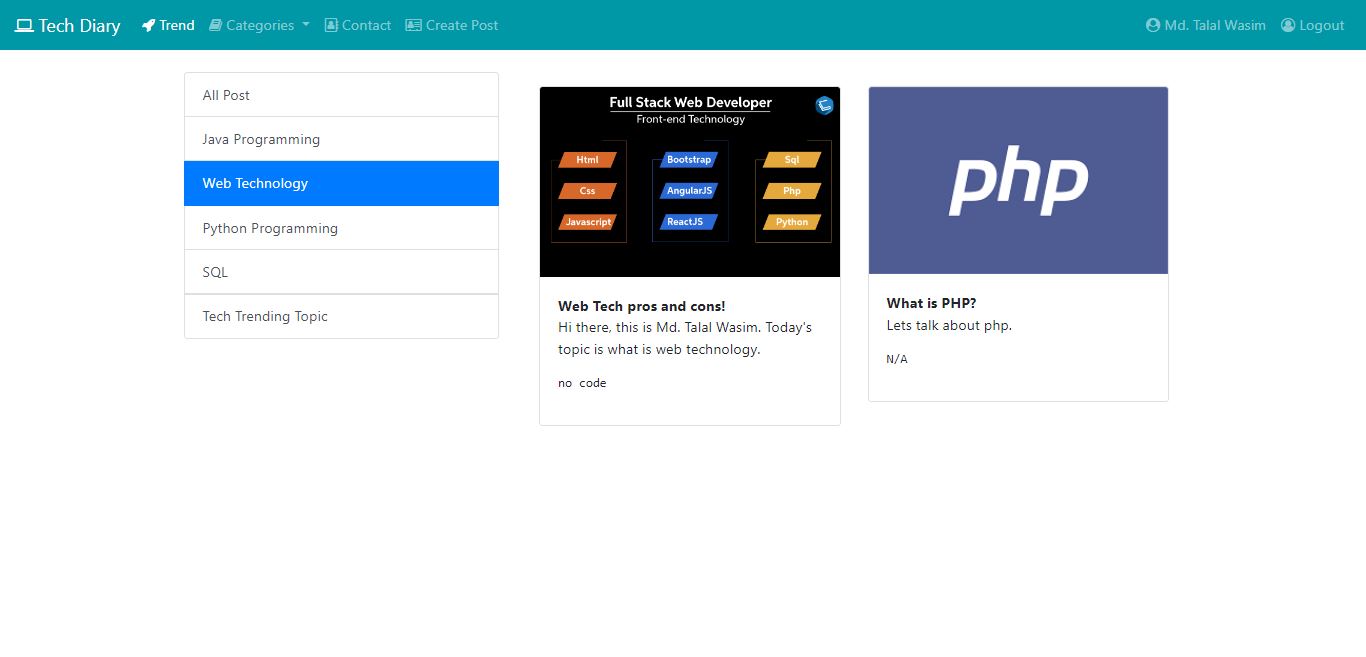 Tech Diary Trend Categories Contact Create Post Md. Talal Wasim Logout
All Post
Java Programming
Web Technology
Python Programming
SQL
Tech Trending Topic
Full Stack Web Developer
Front-end Technology
Html Bootstrap Sql
Css AngularJS Php
Javascript ReactJS Python
Web Tech pros and cons!
Hi there, this is Md. Talal Wasim. Today's
topic is what is web technology.
no code
php
What is PHP?
Lets talk about php.
N/A